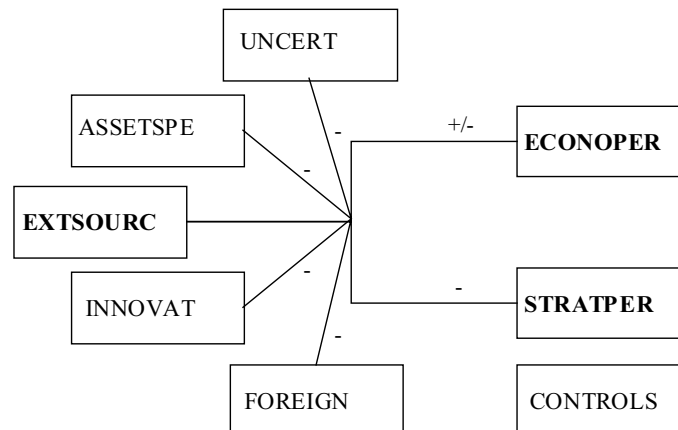 UNCERT
+/-
ASSETSPE
-
ECONOPER
-
EXTSOURC
-
INNOVAT
-
STRATPER
-
FOREIGN
CONTROLS